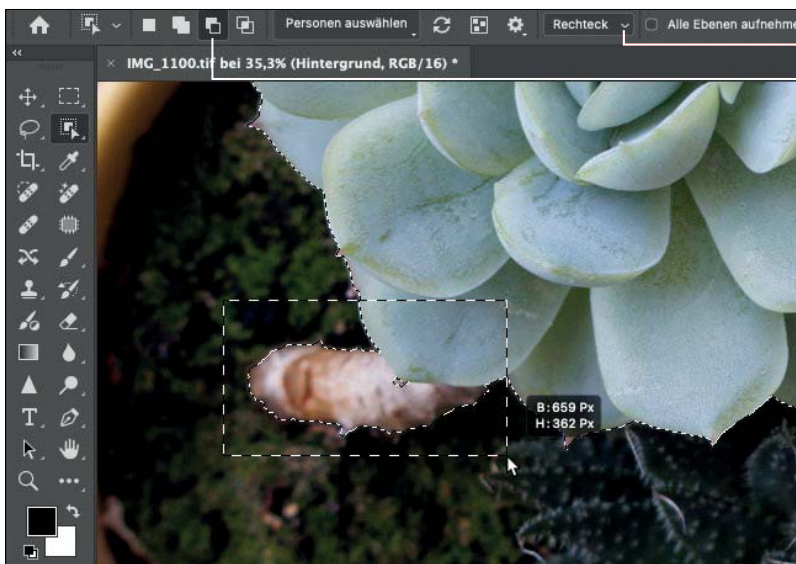 Personen auswählen
Rechteck
Alle Ebenen aufnehme
× IMG_1100.tif bei 35,3% (Hintergrund, RGB/16) *
B: 659 Px
H: 362 Px